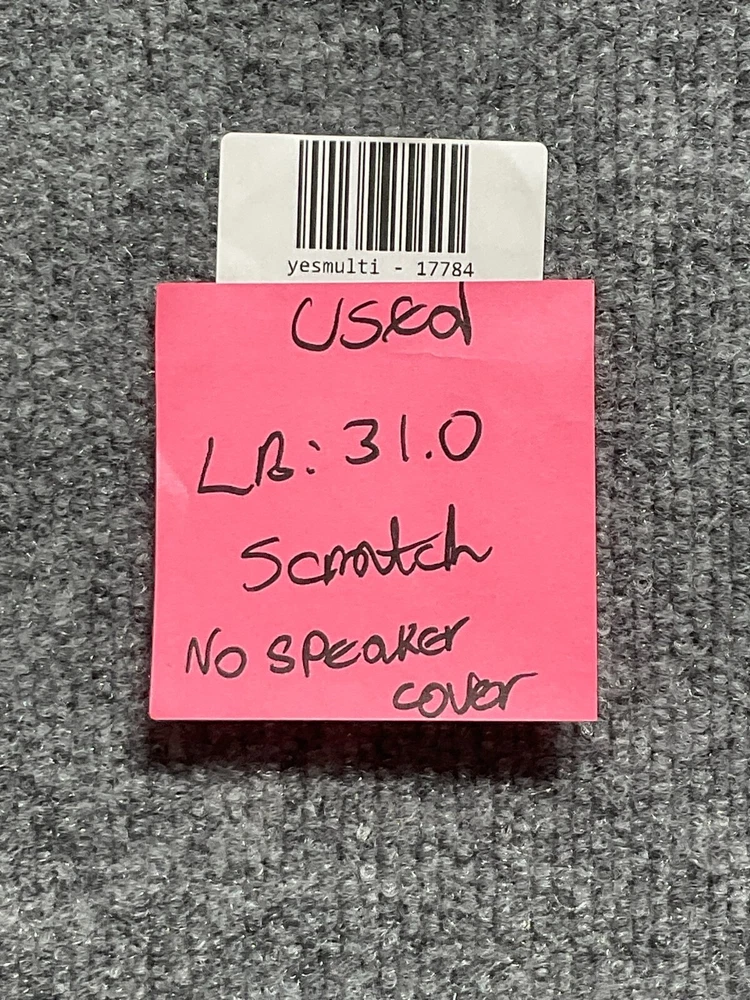 yesmulti - 17784
Used
LB: 31.0
Scratch
No SPEAKER
COVER